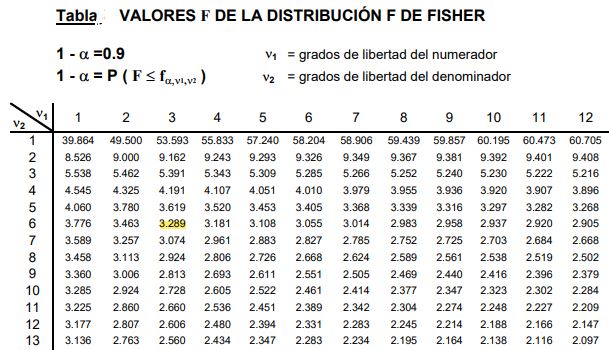 Tabla VALORES F DE LA DISTRIBUCIÓN F DE FISHER
1 - α =0.9 ν1 = grados de libertad del numerador
1 - α = P ( F ≤ fα,ν1,ν2 ) ν2 = grados de libertad del denominador
ν1
ν2
1 2 3 4 5 6 7 8 9 10 11 12
1 39.864 49.500 53.593 55.833 57.240 58.204 58.906 59.439 59.857 60.195 60.473 60.705
2 8.526 9.000 9.162 9.243 9.293 9.326 9.349 9.367 9.381 9.392 9.401 9.408
3 5.538 5.462 5.391 5.343 5.309 5.285 5.266 5.252 5.240 5.230 5.222 5.216
4 4.545 4.325 4.191 4.107 4.051 4.010 3.979 3.955 3.936 3.920 3.907 3.896
5 4.060 3.780 3.619 3.520 3.453 3.405 3.368 3.339 3.316 3.297 3.282 3.268
6 3.776 3.463 3.289 3.181 3.108 3.055 3.014 2.983 2.958 2.937 2.920 2.905
7 3.589 3.257 3.074 2.961 2.883 2.827 2.785 2.752 2.725 2.703 2.684 2.668
8 3.458 3.113 2.924 2.806 2.726 2.668 2.624 2.589 2.561 2.538 2.519 2.502
9 3.360 3.006 2.813 2.693 2.611 2.551 2.505 2.469 2.440 2.416 2.396 2.379
10 3.285 2.924 2.728 2.605 2.522 2.461 2.414 2.377 2.347 2.323 2.302 2.284
11 3.225 2.860 2.660 2.536 2.451 2.389 2.342 2.304 2.274 2.248 2.227 2.209
12 3.177 2.807 2.606 2.480 2.394 2.331 2.283 2.245 2.214 2.188 2.166 2.147
13 3.136 2.763 2.560 2.434 2.347 2.283 2.234 2.195 2.164 2.138 2.116 2.097